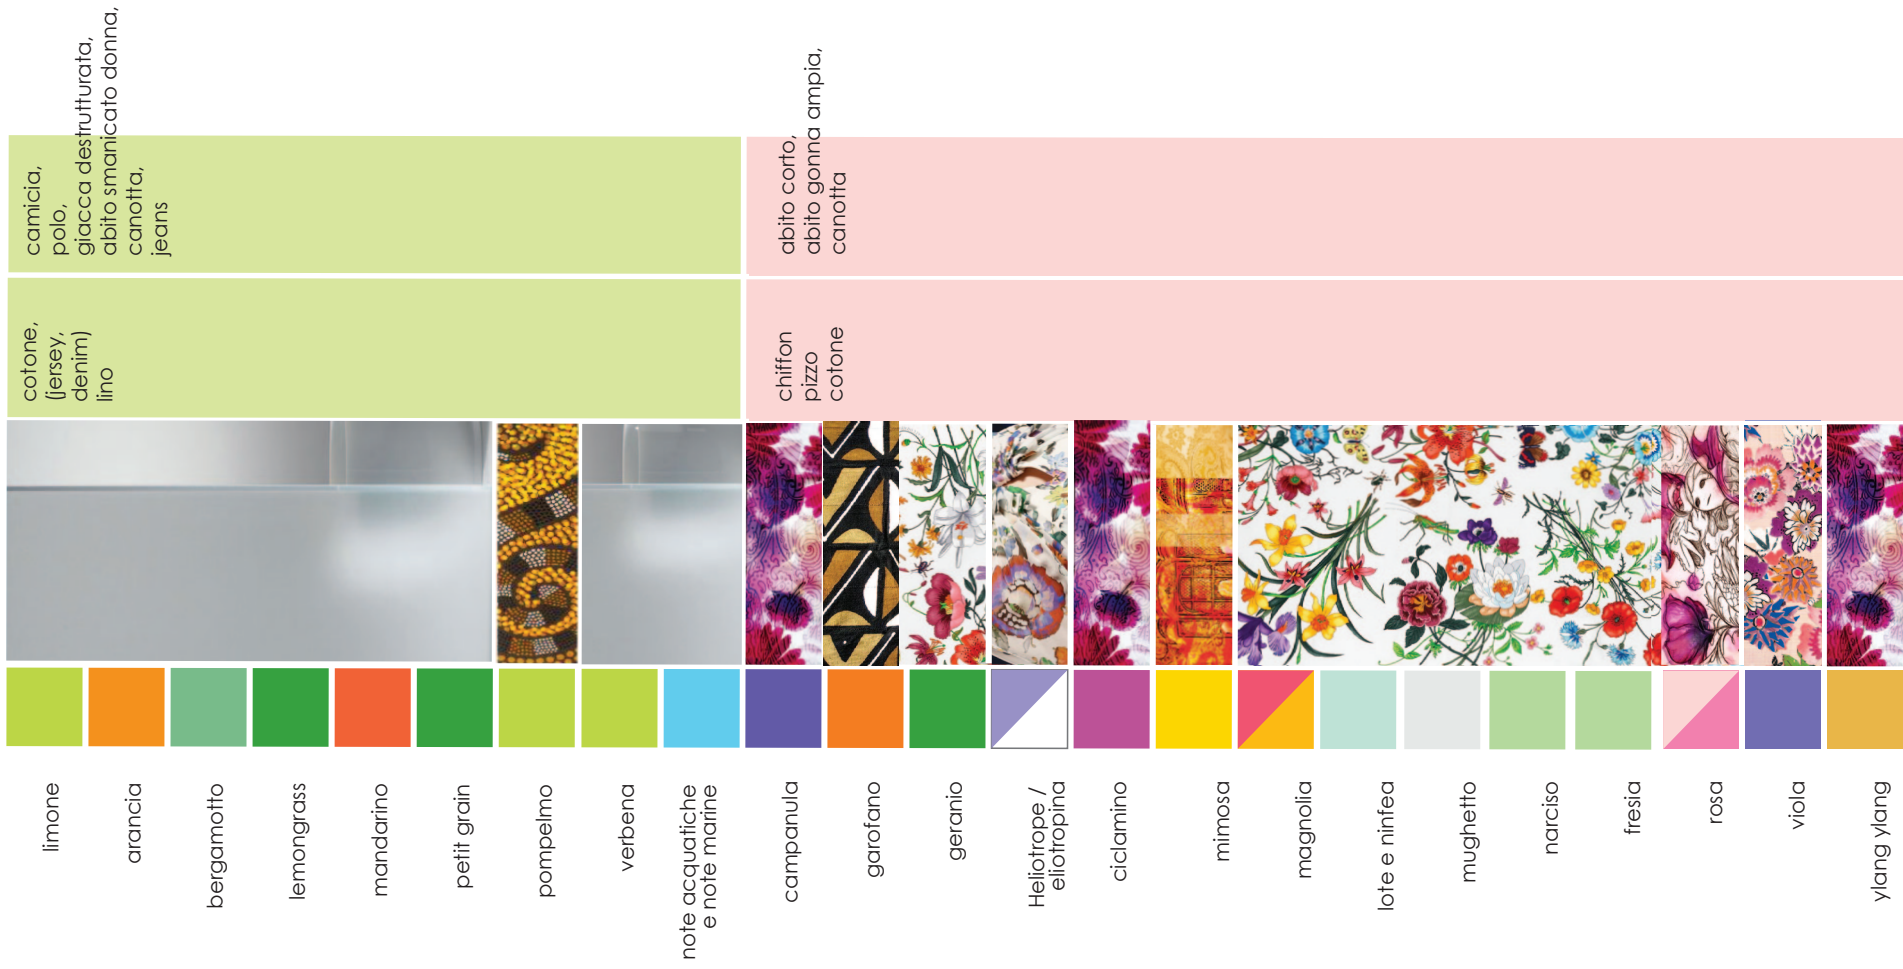 camicia,
polo,
giacca destrutturata,
abito smanicato donna,
canotta,
jeans
abito corto,
abito gonna ampia,
canotta
cotone,
(jersey,
denim)
lino
chiffon
pizzo
cotone
limone
arancia
bergamotto
lemongrass
mandarino
petit grain
pompelmo
verbena
note acquatiche
e note marine
campanula
garofano
geranio
Heliotrope /
eliotropina
ciclamino
mimosa
magnolia
lote e ninfea
mughetto
narciso
fresia
rosa
viola
ylang ylang